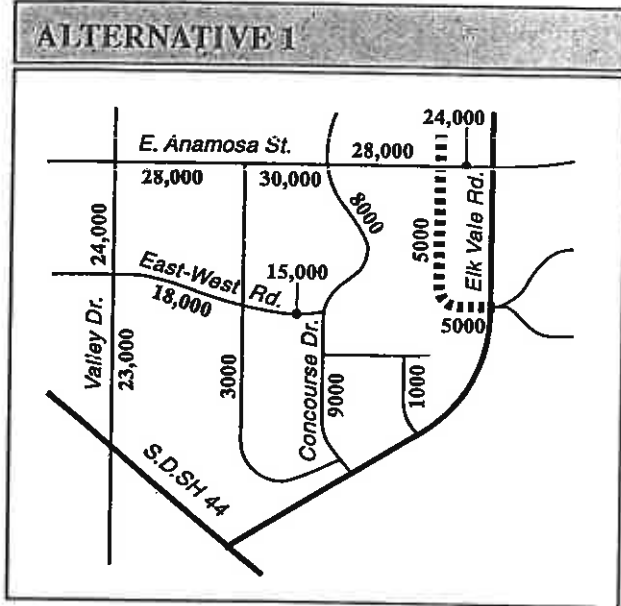 ALTERNATIVE 1
24,000
E. Anamosa St.
28,000
28,000
30,000
8000
24,000
5000
Elk Vale Rd.
East-West Rd.
15,000
18,000
5000
Valley Dr.
23,000
3000
Concourse Dr.
9000
1000
S.D.SH 44